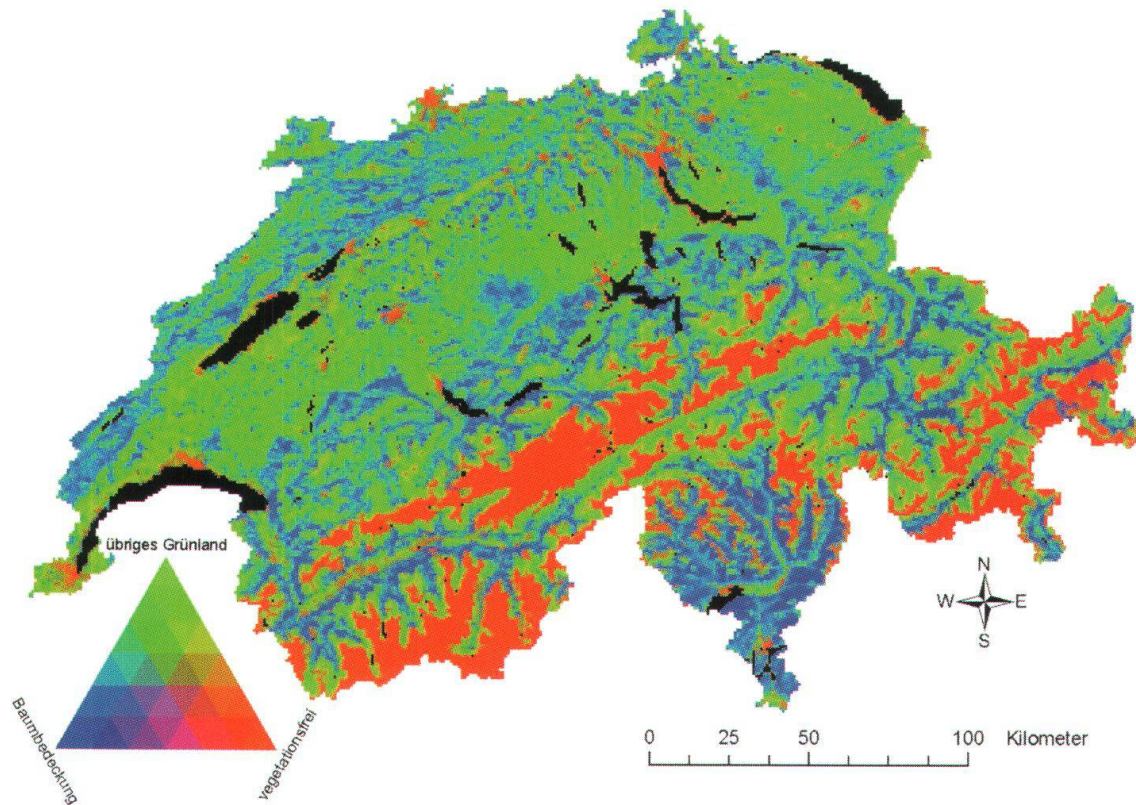 übriges Grünland
Baumbedeckung
vegetationsfrei
N
W E
S
0 25 50 100 Kilometer